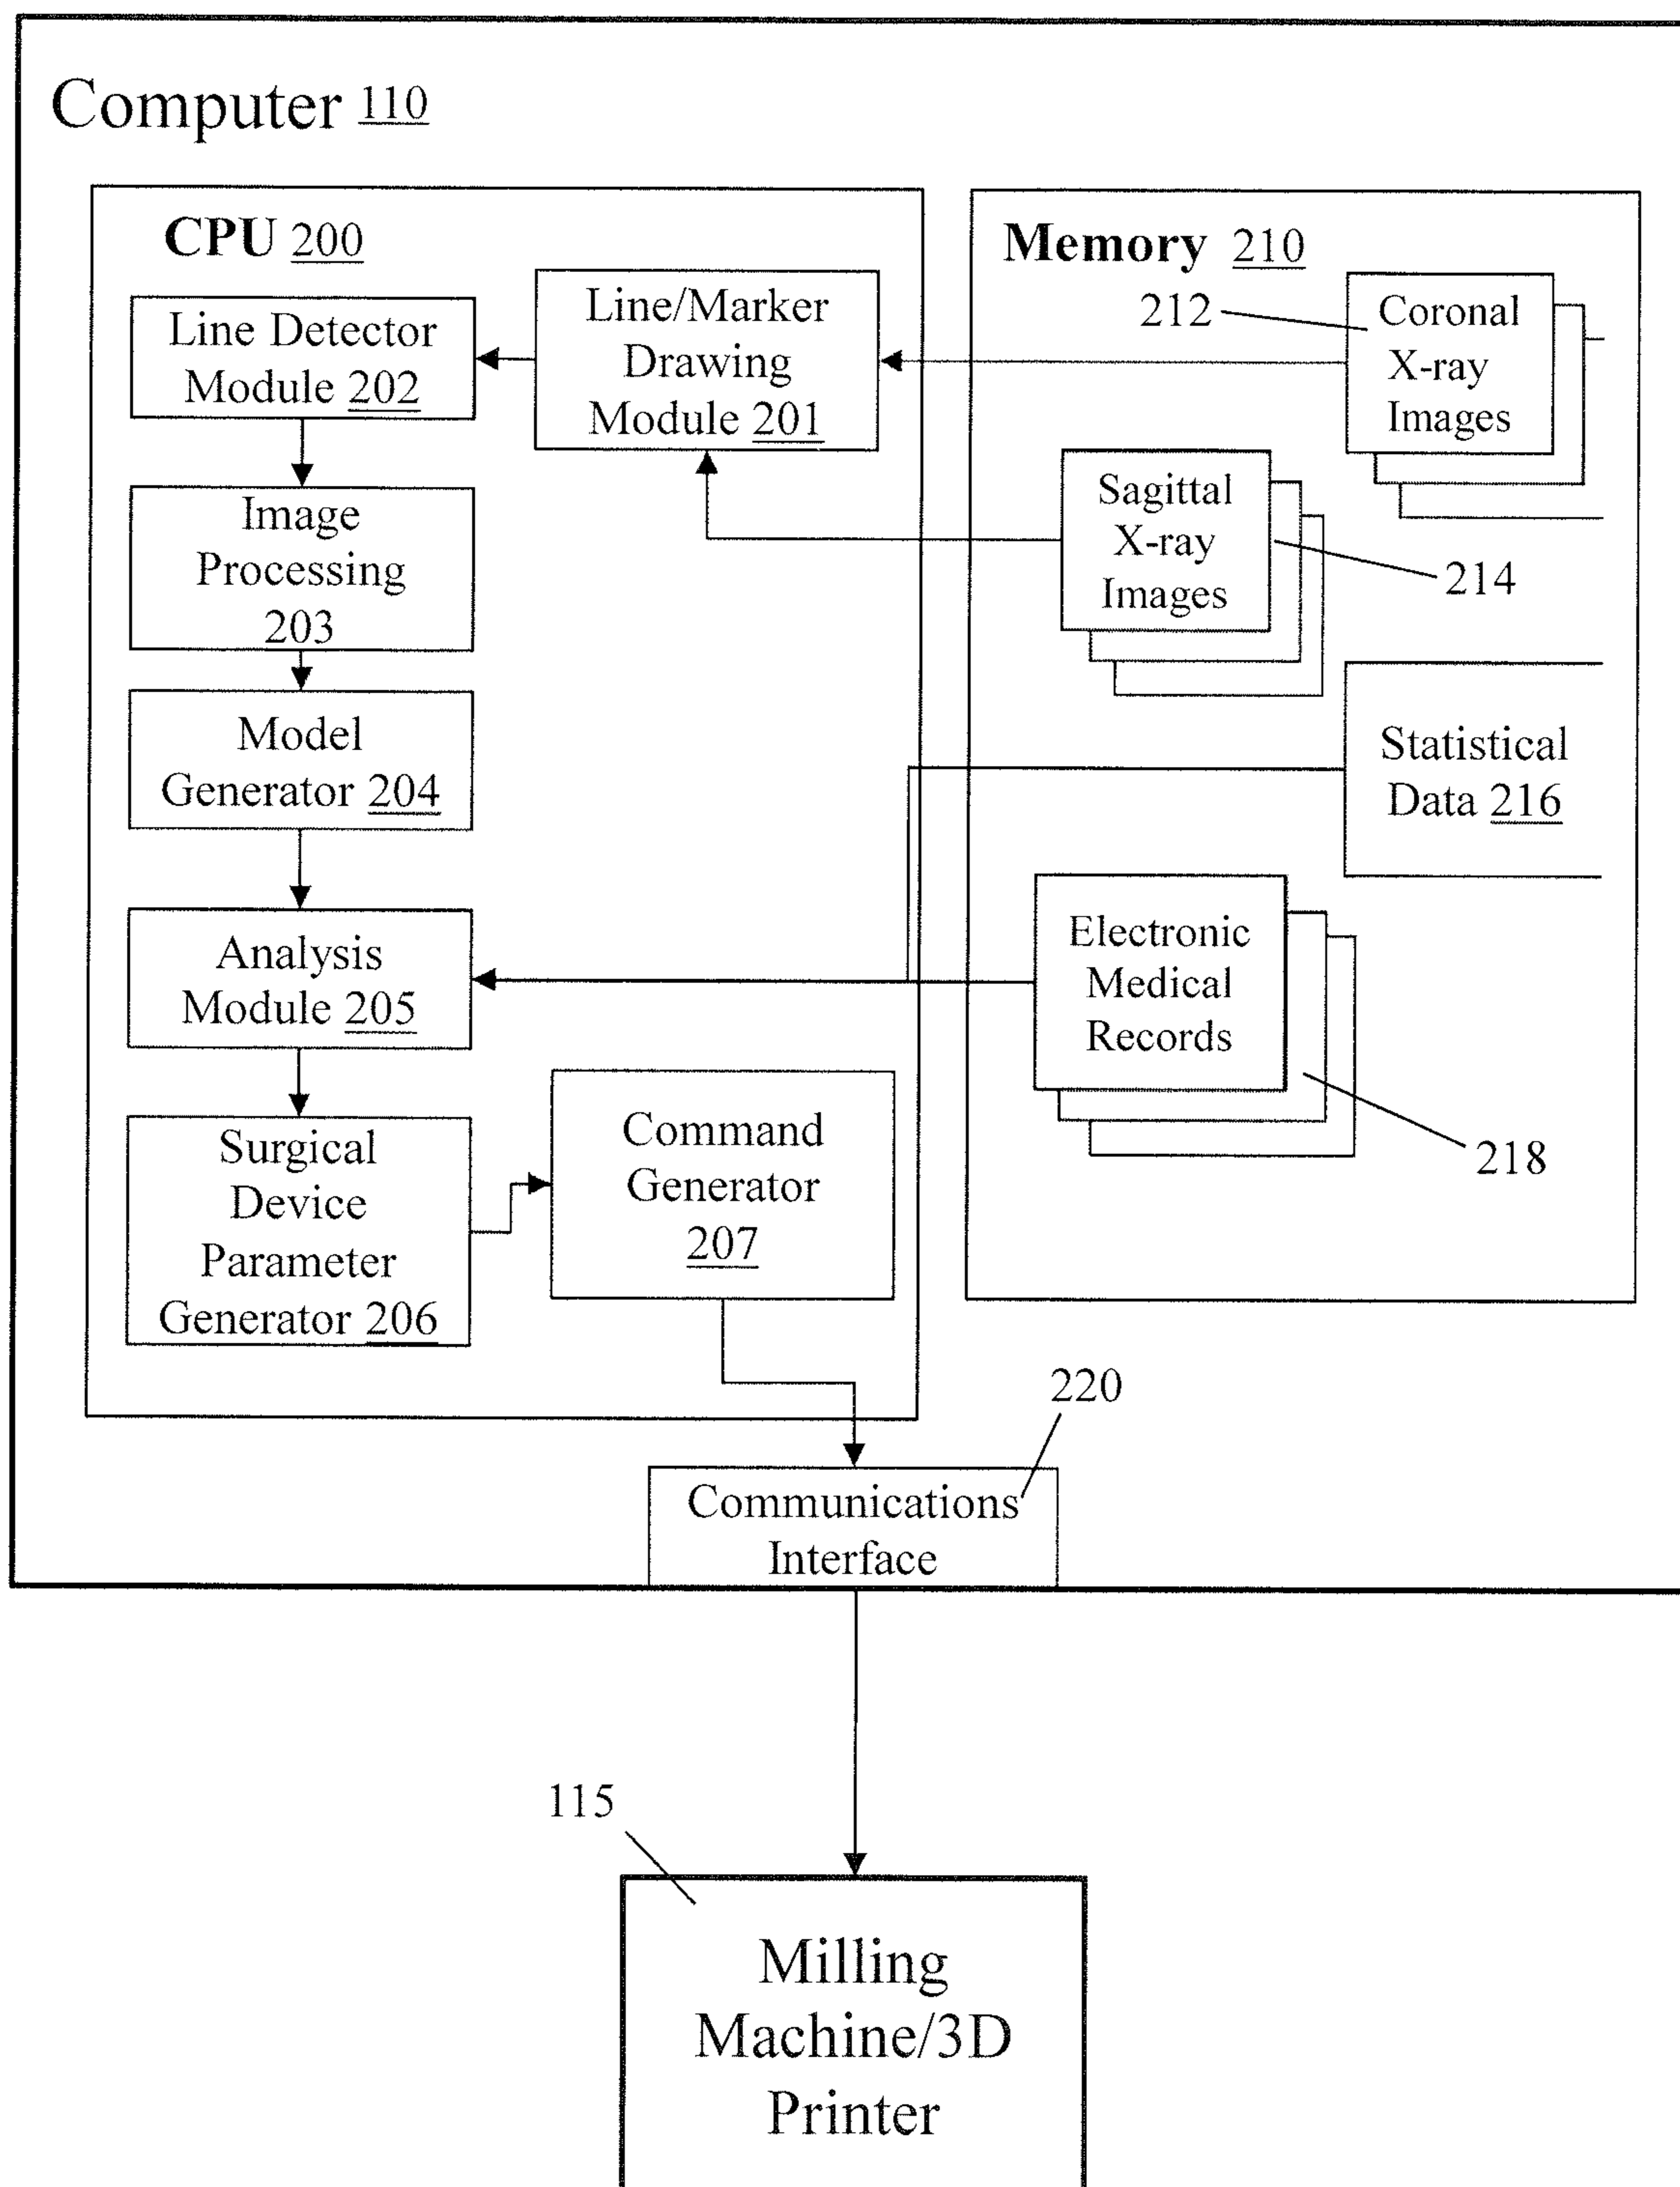 Computer 110
CPU 200
Line Detector
Module 202
Line/Marker
Drawing
Module 201
Image
Processing
203
Model
Generator 204
Analysis
Module 205
Surgical
Device
Parameter
Generator 206
Command
Generator
207
Memory 210
212
Coronal
X-ray
Images
Sagittal
X-ray
Images
214
Statistical
Data 216
Electronic
Medical
Records
218
220
Communications
Interface
115
Milling
Machine/3D
Printer